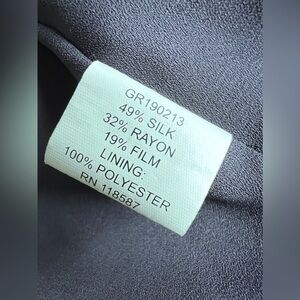 GR190213
49% SILK
32% RAYON
19% FILM
LINING:
100% POLYESTER
RN 118587